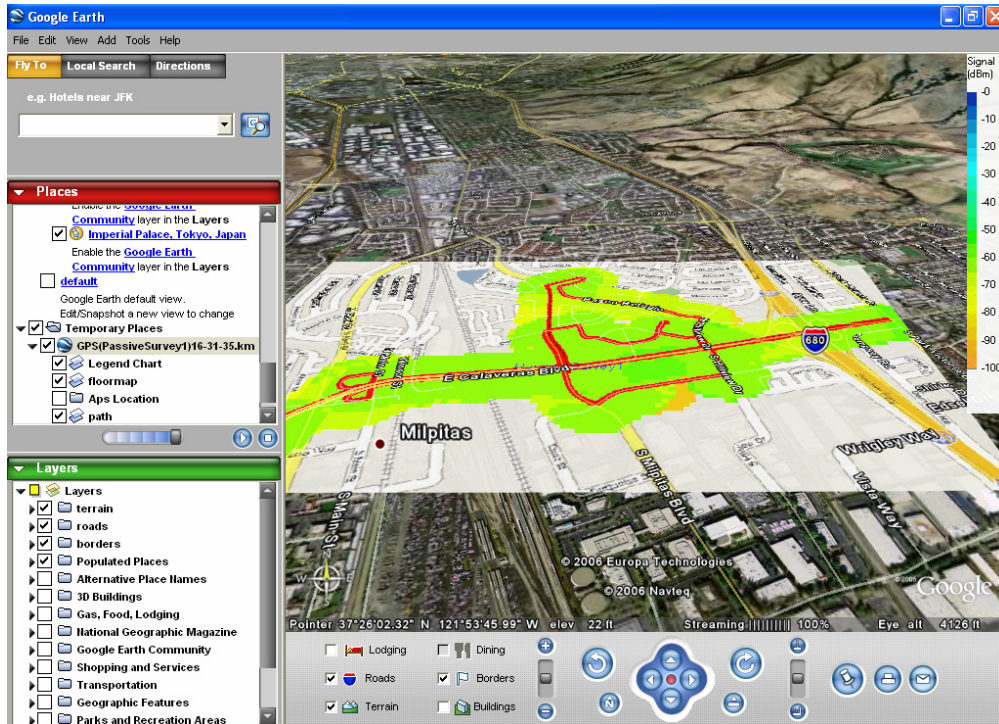 Google Earth
File Edit View Add Tools Help
Fly To Local Search Directions
e.g. Hotels near JFK
Places
Enable the Google Earth
Community layer in the Layers
Imperial Palace, Tokyo, Japan
Enable the Google Earth
Community layer in the Layers
default
Google Earth default view.
Edit/Snapshot a new view to change
Temporary Places
GPS(PassiveSurvey1)16-31-35.km
Legend Chart
floormap
Aps Location
path
Layers
Layers
terrain
roads
borders
Populated Places
Alternative Place Names
3D Buildings
Gas, Food, Lodging
National Geographic Magazine
Google Earth Community
Shopping and Services
Transportation
Geographic Features
Parks and Recreation Areas
Signal
(dBm)
-0
-10
-20
-30
-40
-50
-60
-70
-80
-90
-100
680
E Calaveras Blvd
Milpitas
Wrigley Way
S Milpitas Blvd
Vista Way
S Main St
W E
© 2006 Europa Technologies
© 2006 Navteq
©2005 Google
Pointer 37°26'02.32" N 121°53'45.99" W elev 22 ft Streaming |||||||||| 100% Eye alt 4126 ft
Lodging Dining
Roads Borders
Terrain Buildings
N